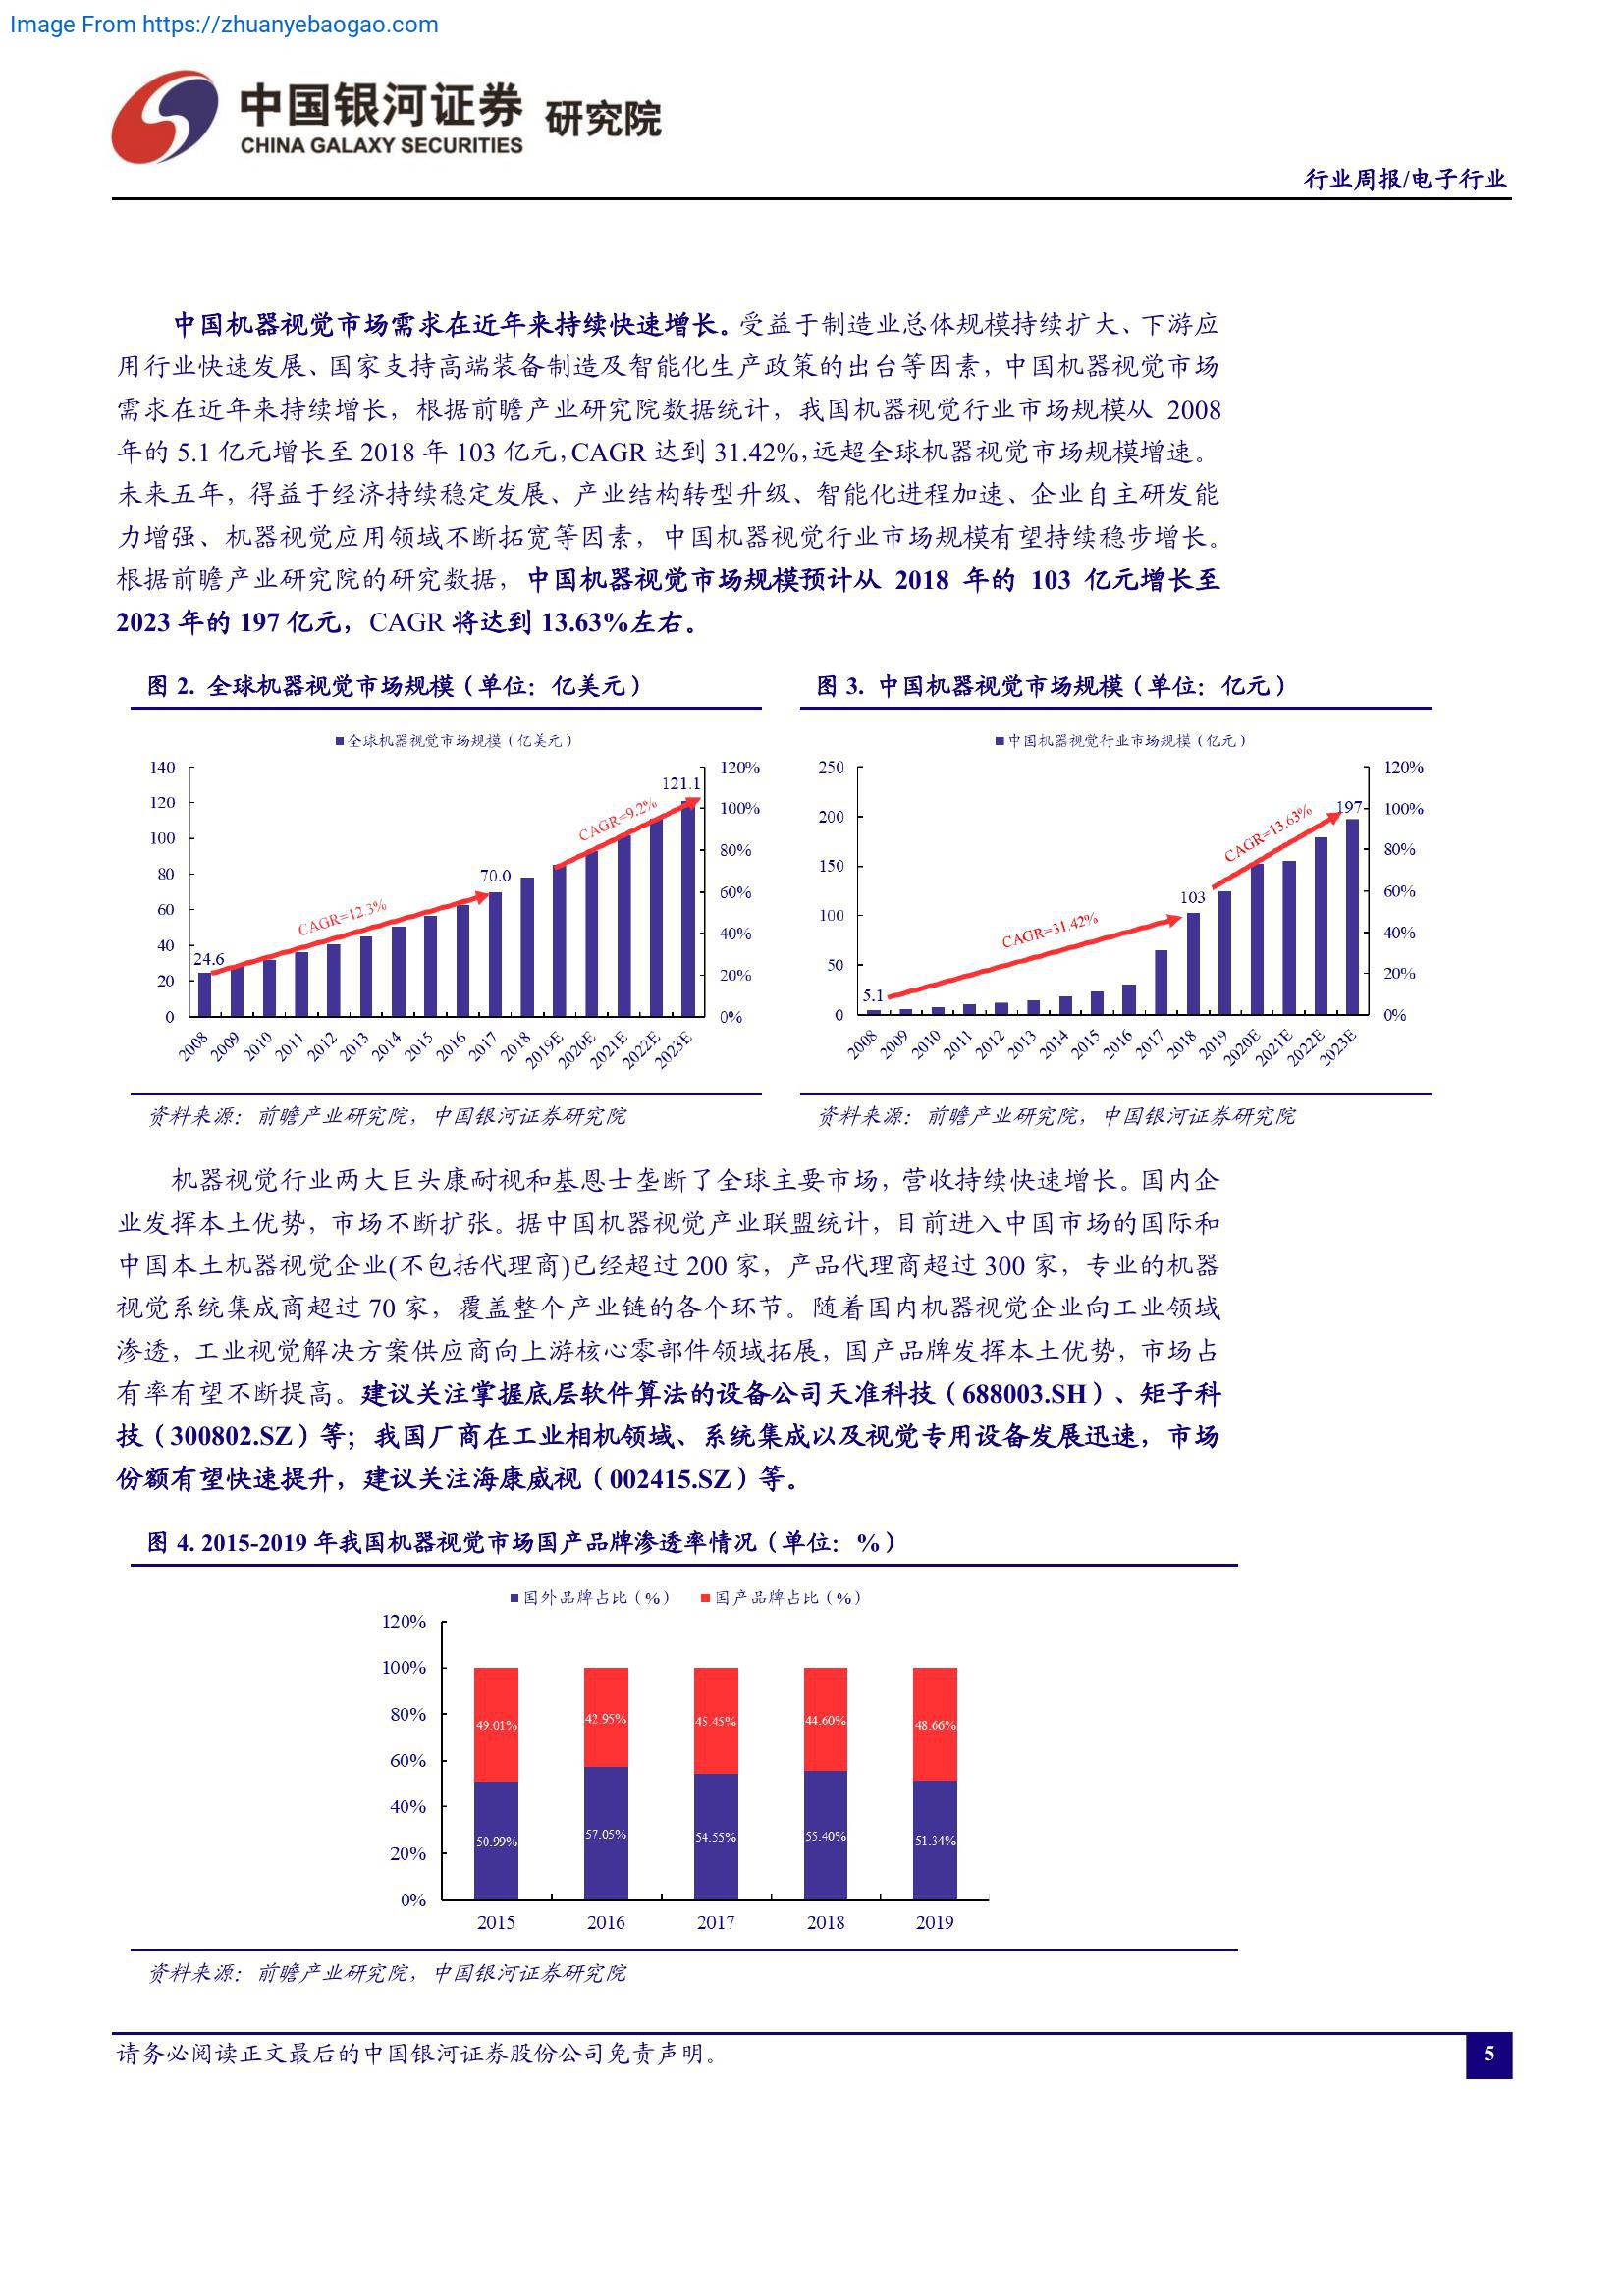 Image From https://zhuanyebaogao.com
中国银河证券 研究院
CHINA GALAXY SECURITIES
行业周报/电子行业
中国机器视觉市场需求在近年来持续快速增长。受益于制造业总体规模持续扩大、下游应
用行业快速发展、国家支持高端装备制造及智能化生产政策的出台等因素，中国机器视觉市场
需求在近年来持续增长，根据前瞻产业研究院数据统计，我国机器视觉行业市场规模从 2008
年的 5.1 亿元增长至 2018 年 103 亿元，CAGR 达到 31.42%，远超全球机器视觉市场规模增速。
未来五年，得益于经济持续稳定发展、产业结构转型升级、智能化进程加速、企业自主研发能
力增强、机器视觉应用领域不断拓宽等因素，中国机器视觉行业市场规模有望持续稳步增长。
根据前瞻产业研究院的研究数据，中国机器视觉市场规模预计从 2018 年的 103 亿元增长至
2023 年的 197 亿元，CAGR 将达到 13.63%左右。
图 2. 全球机器视觉市场规模（单位：亿美元）
全球机器视觉市场规模（亿美元）
140
120
100
80
60
40
20
0
120%
100%
80%
60%
40%
20%
0%
24.6
CAGR=12.3%
70.0
CAGR=9.2%
121.1
2008 2009 2010 2011 2012 2013 2014 2015 2016 2017 2018 2019E 2020E 2021E 2022E 2023E
资料来源：前瞻产业研究院，中国银河证券研究院
图 3. 中国机器视觉市场规模（单位：亿元）
中国机器视觉行业市场规模（亿元）
250
200
150
100
50
0
120%
100%
80%
60%
40%
20%
0%
5.1
CAGR=31.42%
103
CAGR=13.63%
197
2008 2009 2010 2011 2012 2013 2014 2015 2016 2017 2018 2019 2020E 2021E 2022E 2023E
资料来源：前瞻产业研究院，中国银河证券研究院
机器视觉行业两大巨头康耐视和基恩士垄断了全球主要市场，营收持续快速增长。国内企
业发挥本土优势，市场不断扩张。据中国机器视觉产业联盟统计，目前进入中国市场的国际和
中国本土机器视觉企业(不包括代理商)已经超过 200 家，产品代理商超过 300 家，专业的机器
视觉系统集成商超过 70 家，覆盖整个产业链的各个环节。随着国内机器视觉企业向工业领域
渗透，工业视觉解决方案供应商向上游核心零部件领域拓展，国产品牌发挥本土优势，市场占
有率有望不断提高。建议关注掌握底层软件算法的设备公司天准科技（688003.SH）、矩子科
技（300802.SZ）等；我国厂商在工业相机领域、系统集成以及视觉专用设备发展迅速，市场
份额有望快速提升，建议关注海康威视（002415.SZ）等。
图 4. 2015-2019 年我国机器视觉市场国产品牌渗透率情况（单位：%）
国外品牌占比（%） 国产品牌占比（%）
120%
100%
80%
60%
40%
20%
0%
49.01% 42.95% 45.45% 44.60% 48.66%
50.99% 57.05% 54.55% 55.40% 51.34%
2015 2016 2017 2018 2019
资料来源：前瞻产业研究院，中国银河证券研究院
请务必阅读正文最后的中国银河证券股份公司免责声明。
5